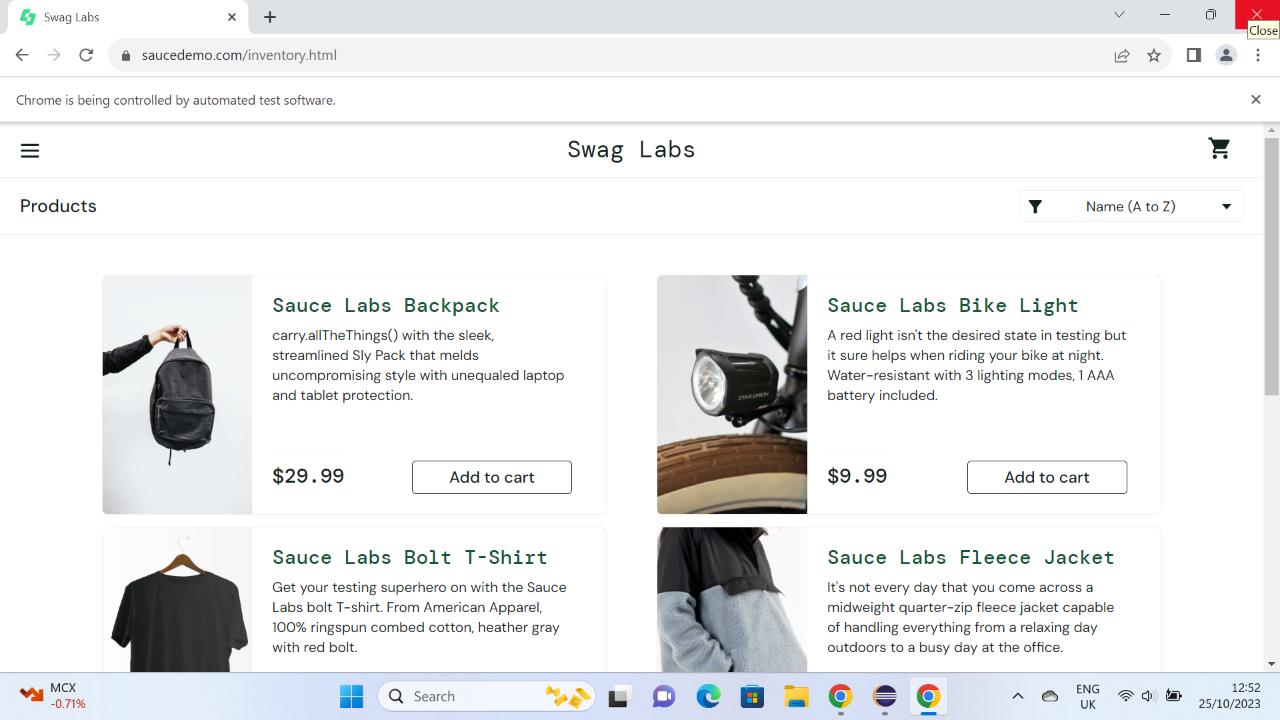 Swag Labs
Close
saucedemo.com/inventory.html
Chrome is being controlled by automated test software.
Swag Labs
Products
Name (A to Z)
Sauce Labs Backpack
carry.allTheThings() with the sleek,
streamlined Sly Pack that melds
uncompromising style with unequaled laptop
and tablet protection.
$29.99
Add to cart
Sauce Labs Bike Light
A red light isn't the desired state in testing but
it sure helps when riding your bike at night.
Water-resistant with 3 lighting modes, 1 AAA
battery included.
STAR UNION
$9.99
Add to cart
Sauce Labs Bolt T-Shirt
Get your testing superhero on with the Sauce
Labs bolt T-shirt. From American Apparel,
100% ringspun combed cotton, heather gray
with red bolt.
Sauce Labs Fleece Jacket
It's not every day that you come across a
midweight quarter-zip fleece jacket capable
of handling everything from a relaxing day
outdoors to a busy day at the office.
MCX
-0.71%
Search
ENG
UK
12:52
25/10/2023